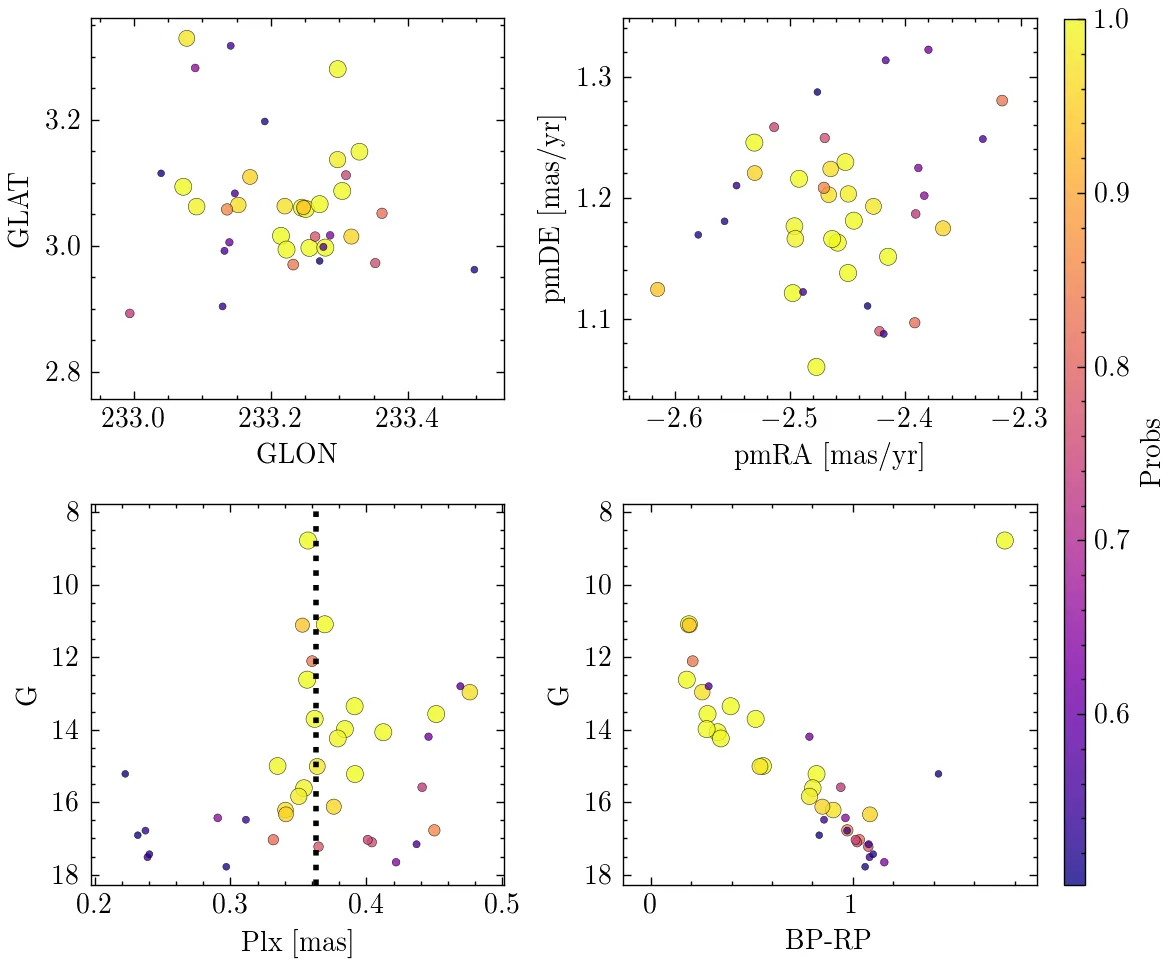 3.2
3.0
2.8
GLAT
233.0 233.2 233.4
GLON
1.3
1.2
1.1
pmDE [mas/yr]
−2.6 −2.5 −2.4 −2.3
pmRA [mas/yr]
8
10
12
14
16
18
G
0.2 0.3 0.4 0.5
Plx [mas]
8
10
12
14
16
18
G
0 1
BP-RP
1.0
0.9
0.8
0.7
0.6
Probs